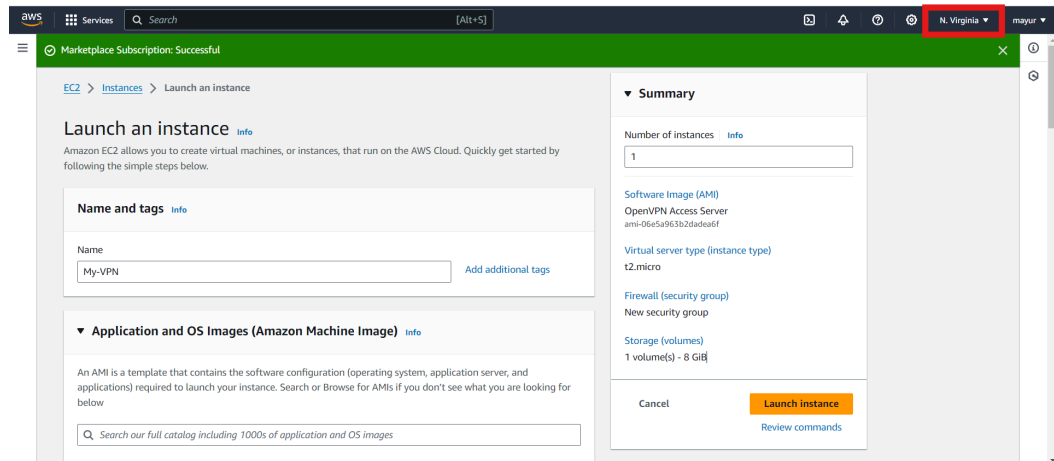 aws Services Search [Alt+S] N. Virginia ▼ mayur ▼
Marketplace Subscription: Successful
EC2 > Instances > Launch an instance
Launch an instance Info
Amazon EC2 allows you to create virtual machines, or instances, that run on the AWS Cloud. Quickly get started by
following the simple steps below.
Name and tags Info
Name
My-VPN
Add additional tags
▼ Application and OS Images (Amazon Machine Image) Info
An AMI is a template that contains the software configuration (operating system, application server, and
applications) required to launch your instance. Search or Browse for AMIs if you don't see what you are looking for
below
Search our full catalog including 1000s of application and OS images
▼ Summary
Number of instances Info
1
Software Image (AMI)
OpenVPN Access Server
ami-06e5a963b2dadea6f
Virtual server type (instance type)
t2.micro
Firewall (security group)
New security group
Storage (volumes)
1 volume(s) - 8 GiB
Cancel Launch instance
Review commands